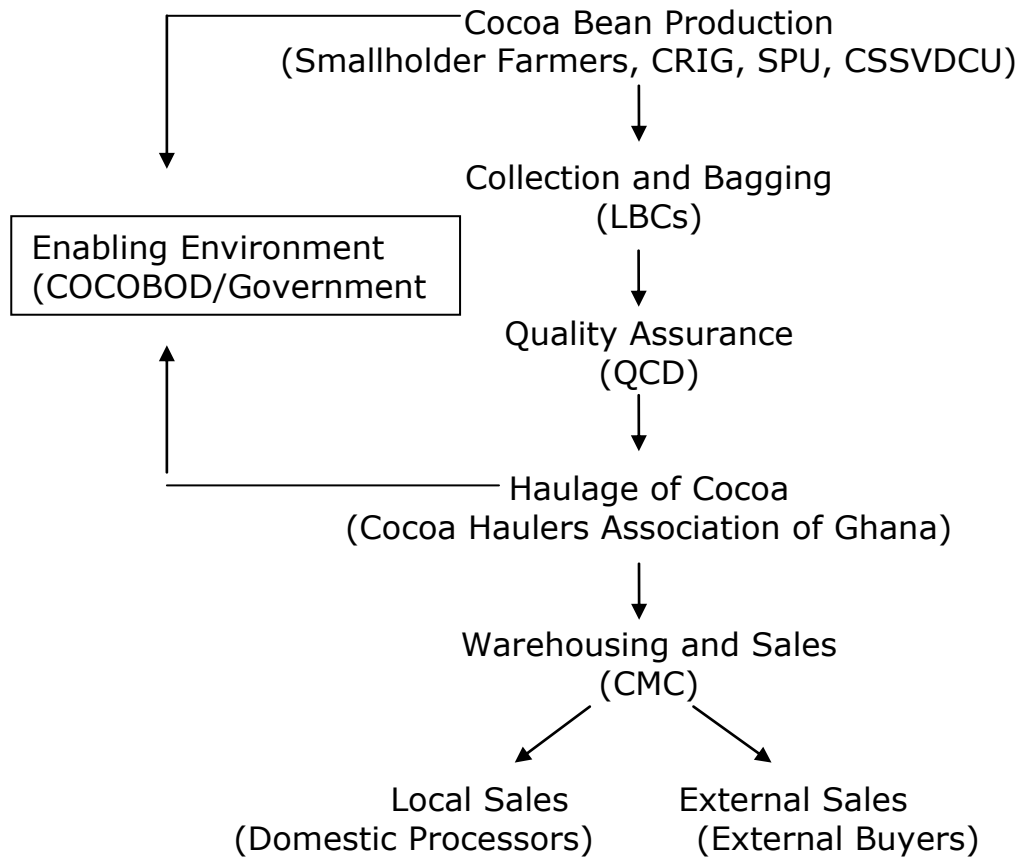 Cocoa Bean Production
(Smallholder Farmers, CRIG, SPU, CSSVDCU)
Collection and Bagging
(LBCs)
Enabling Environment
(COCOBOD/Government
Quality Assurance
(QCD)
Haulage of Cocoa
(Cocoa Haulers Association of Ghana)
Warehousing and Sales
(CMC)
Local Sales
(Domestic Processors)
External Sales
(External Buyers)